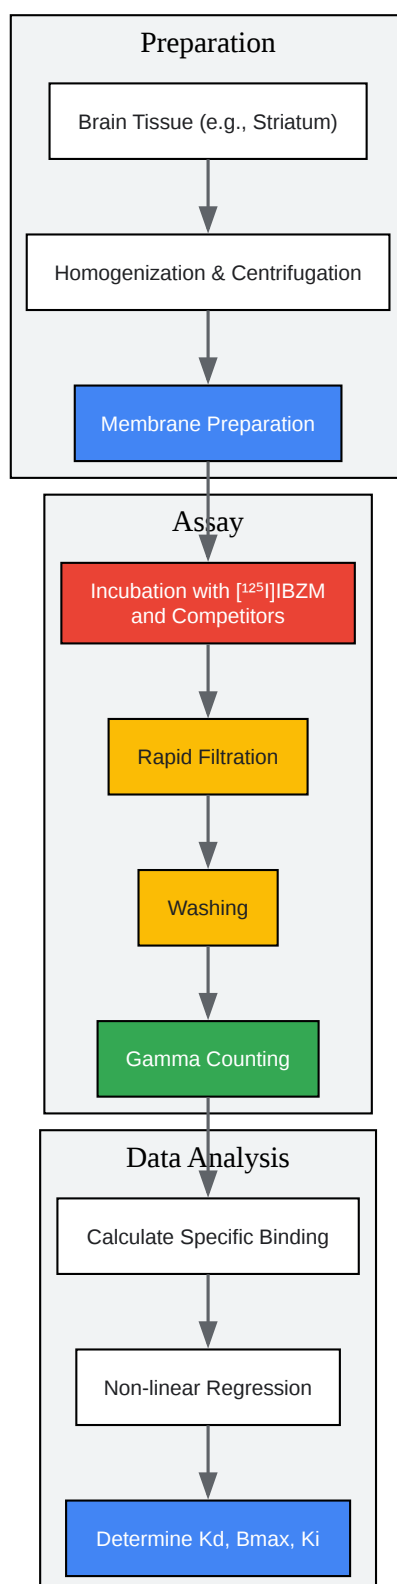 Preparation
Brain Tissue (e.g., Striatum)
Homogenization & Centrifugation
Membrane Preparation
Assay
Incubation with [¹²⁵I]IBZM
and Competitors
Rapid Filtration
Washing
Gamma Counting
Data Analysis
Calculate Specific Binding
Non-linear Regression
Determine Kd, Bmax, Ki